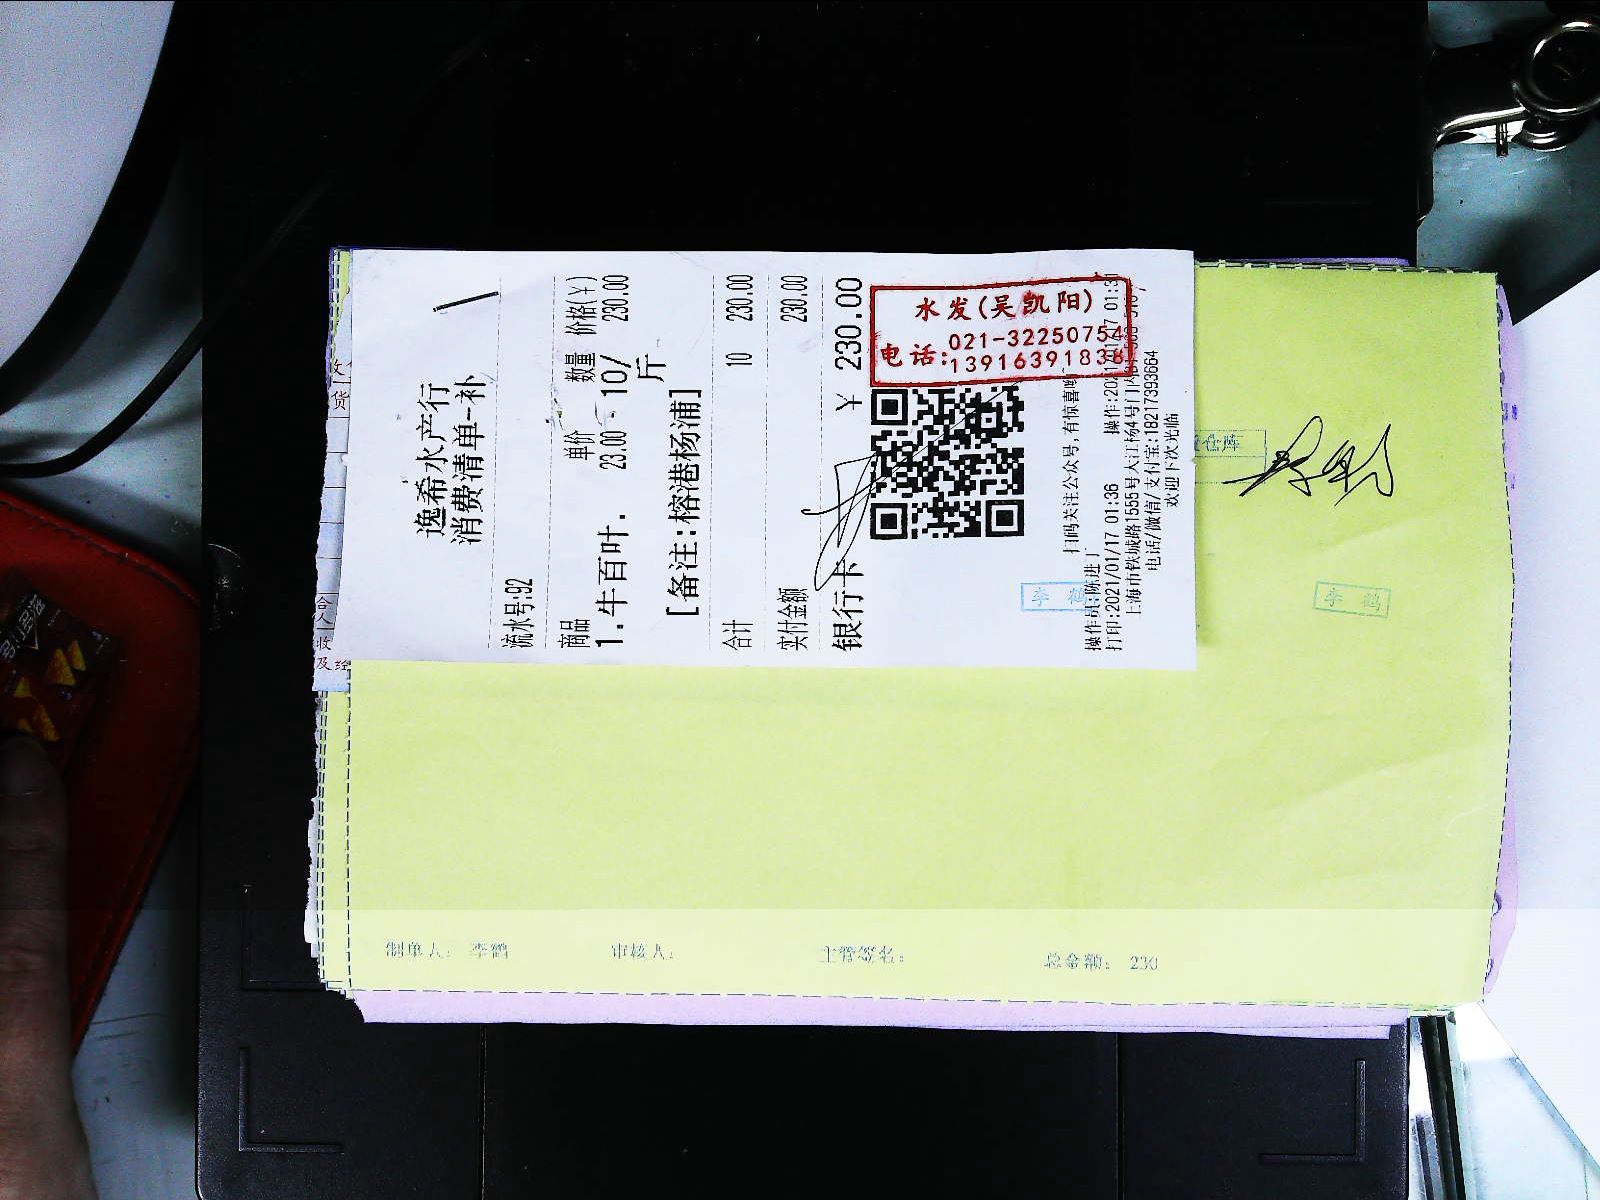 逸希水产行
消费清单-补
流水号:92
商品 单价 数量 价格(¥)
1.牛百叶. 23.00 10/斤 230.00
[备注:榕港杨浦]
合计 10 230.00
实付金额 230.00
银行卡 ¥ 230.00
水发(吴凯阳)
电话:021-32250754
13916391836
扫码关注公众号,有惊喜哟
操作员:陈进丁
打印:2021/01/17 01:36
上海市铁城路1555号大江杨4号门内
电话/微信/支付宝:18217393664
欢迎下次光临
李鹤
李鹤
制单人: 李鹤 审核人: 主管签名: 总金额: 230